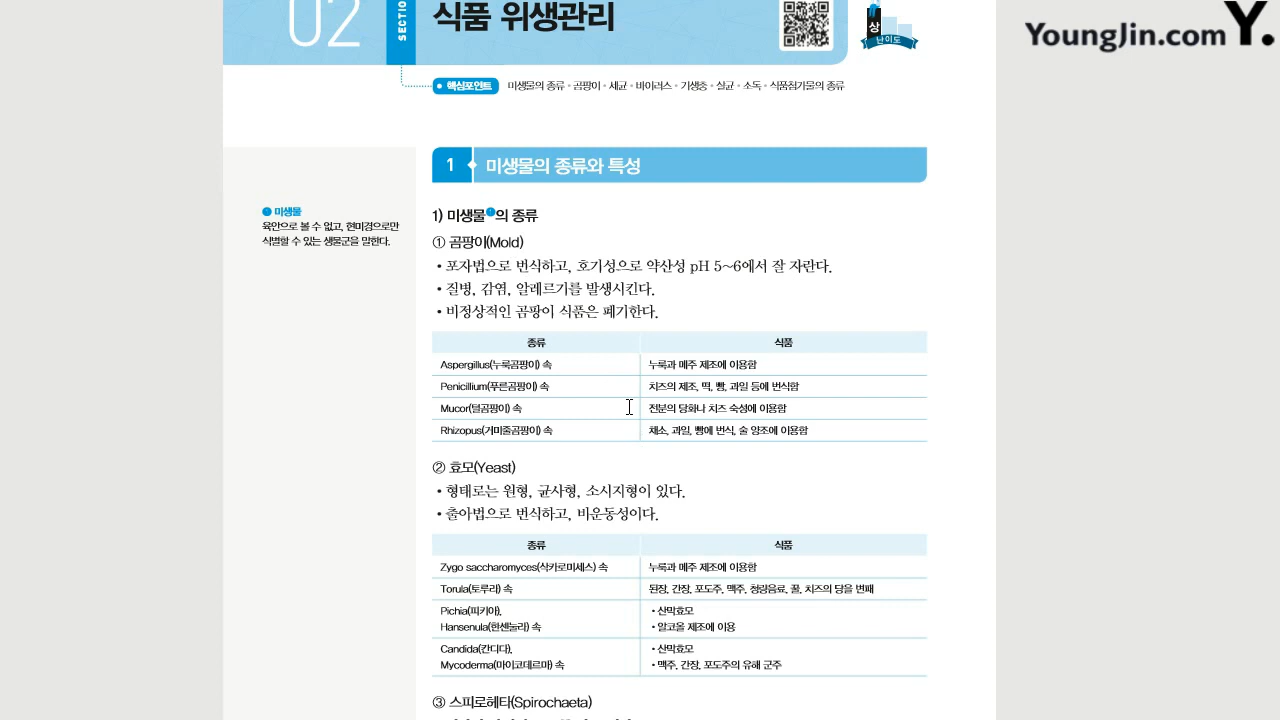 02
SECTIO
식품 위생관리
상
난이도
YoungJin.com Y.
핵심포인트 미생물의 종류 • 곰팡이 • 세균 • 바이러스 • 기생충 • 살균 • 소독 • 식품첨가물의 종류
1 미생물의 종류와 특성
미생물
육안으로 볼 수 없고, 현미경으로만
식별할 수 있는 생물군을 말한다.
1) 미생물의 종류
① 곰팡이(Mold)
• 포자법으로 번식하고, 호기성으로 약산성 pH 5~6에서 잘 자란다.
• 질병, 감염, 알레르기를 발생시킨다.
• 비정상적인 곰팡이 식품은 폐기한다.
종류 식품
Aspergillus(누룩곰팡이) 속 누룩과 메주 제조에 이용함
Penicillium(푸른곰팡이) 속 치즈의 제조, 떡, 빵, 과일 등에 번식함
Mucor(털곰팡이) 속 전분의 당화나 치즈 숙성에 이용함
Rhizopus(거미줄곰팡이) 속 채소, 과일, 빵에 번식, 술 양조에 이용함
② 효모(Yeast)
• 형태로는 원형, 균사형, 소시지형이 있다.
• 출아법으로 번식하고, 비운동성이다.
종류 식품
Zygo saccharomyces(삭카로미세스) 속 누룩과 메주 제조에 이용함
Torula(토루라) 속 된장, 간장, 포도주, 맥주, 청량음료, 꿀, 치즈의 당을 변패
Pichia(피키아), • 산막효모
Hansenula(한센눌라) 속 • 알코올 제조에 이용
Candida(칸디다), • 산막효모
Mycoderma(마이코데르마) 속 • 맥주, 간장, 포도주의 유해 균주
③ 스피로헤타(Spirochaeta)